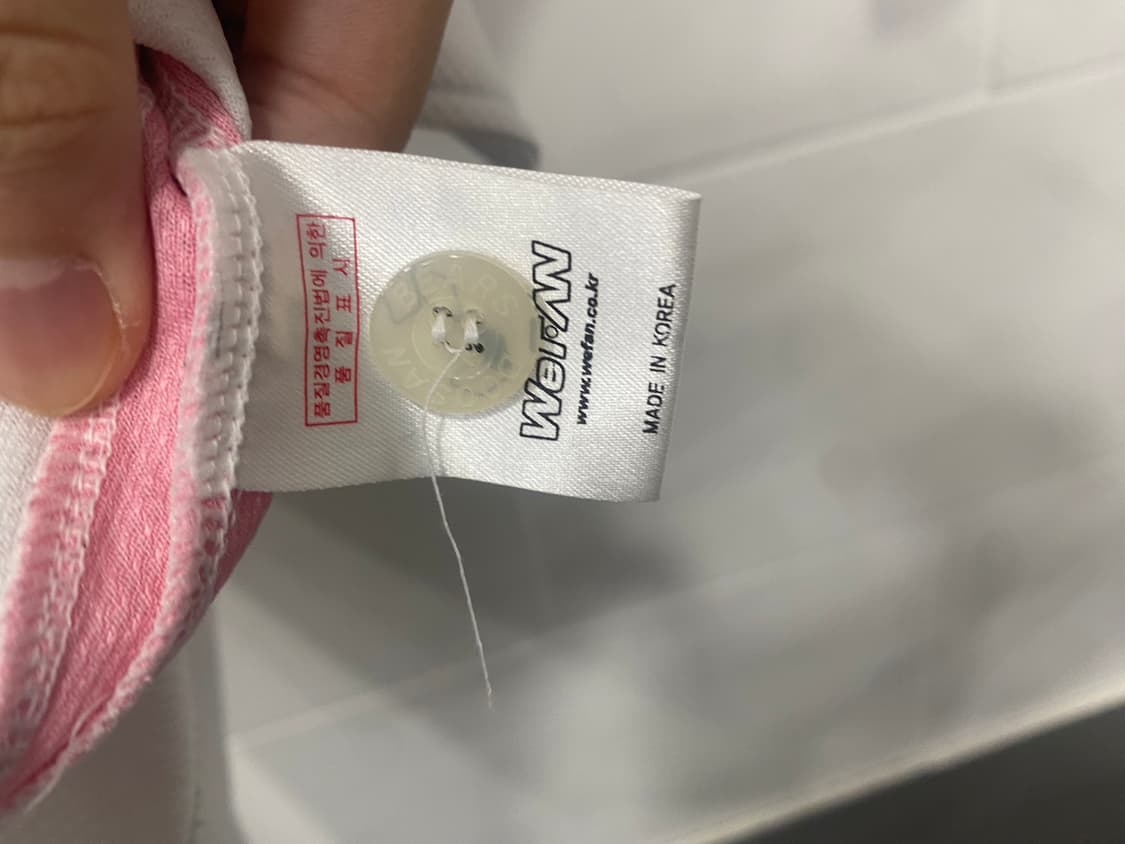 품질경영촉진법에 의한
품 질 표 시
WeFAN
www.wefan.co.kr
MADE IN KOREA